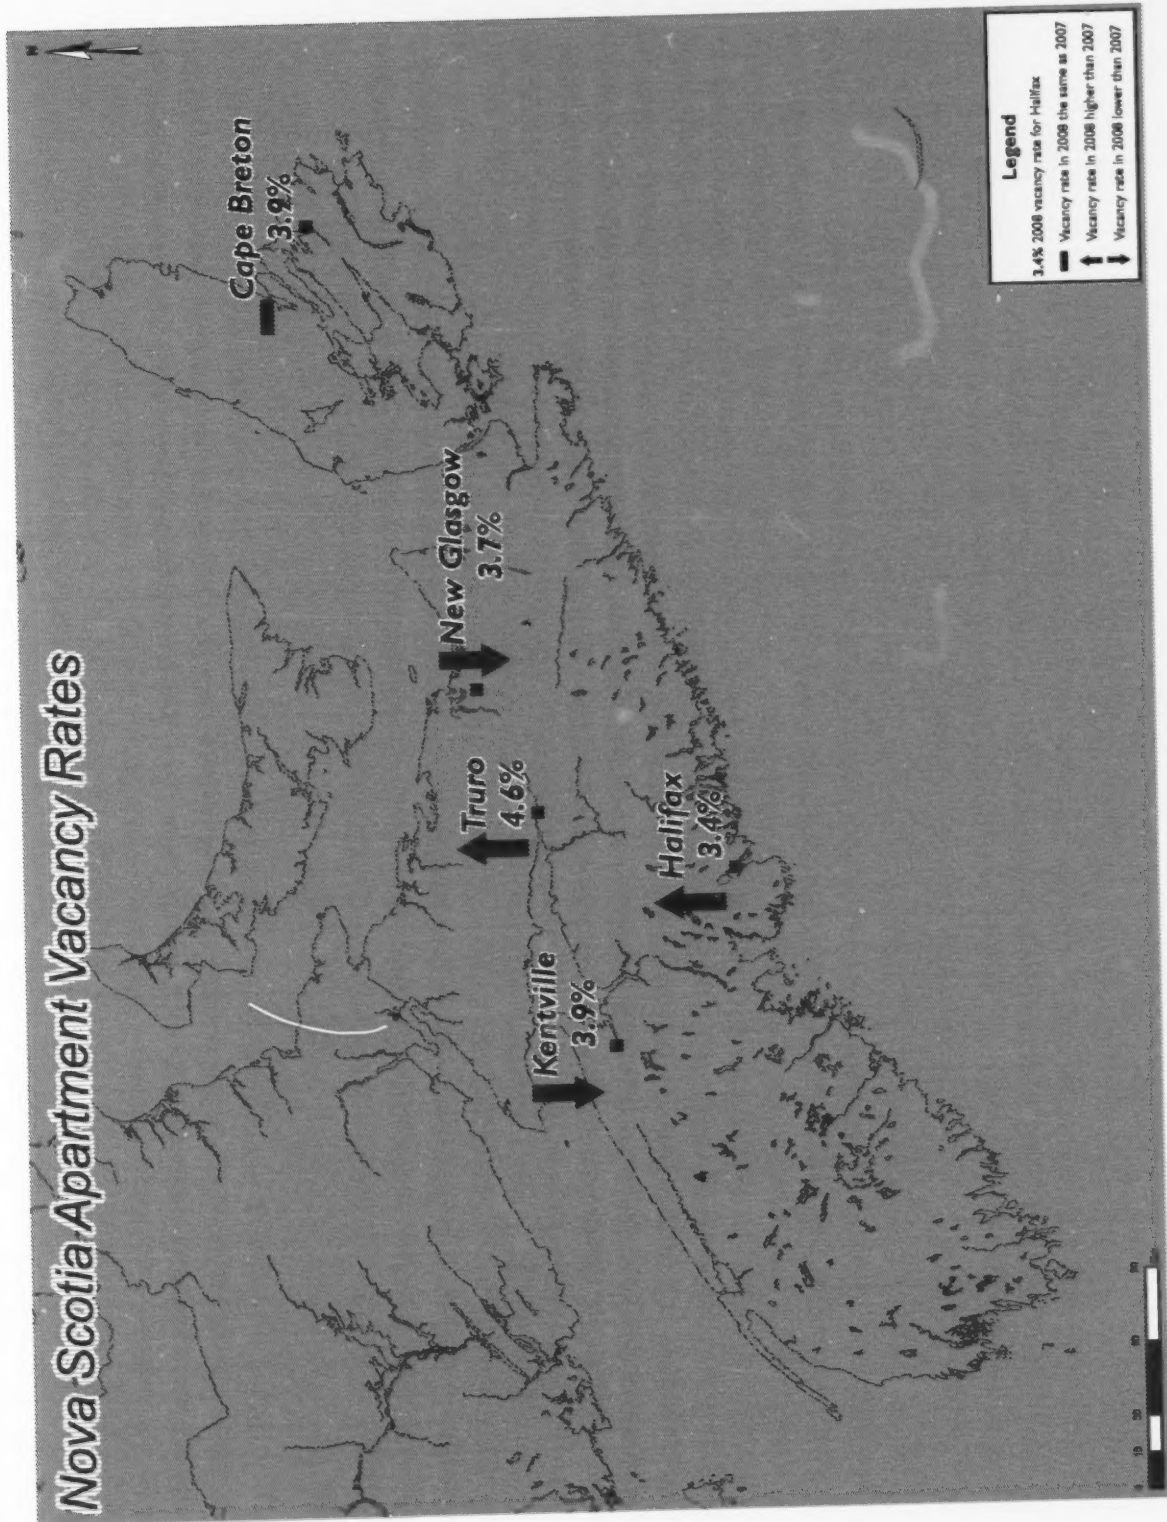 Nova Scotia Apartment Vacancy Rates
N
Cape Breton
3.9%
New Glasgow
3.7%
Truro
4.6%
Halifax
3.4%
Kentville
3.9%
Legend
3.4% 2008 vacancy rate for Halifax
Vacancy rate in 2008 the same as 2007
Vacancy rate in 2008 higher than 2007
Vacancy rate in 2008 lower than 2007